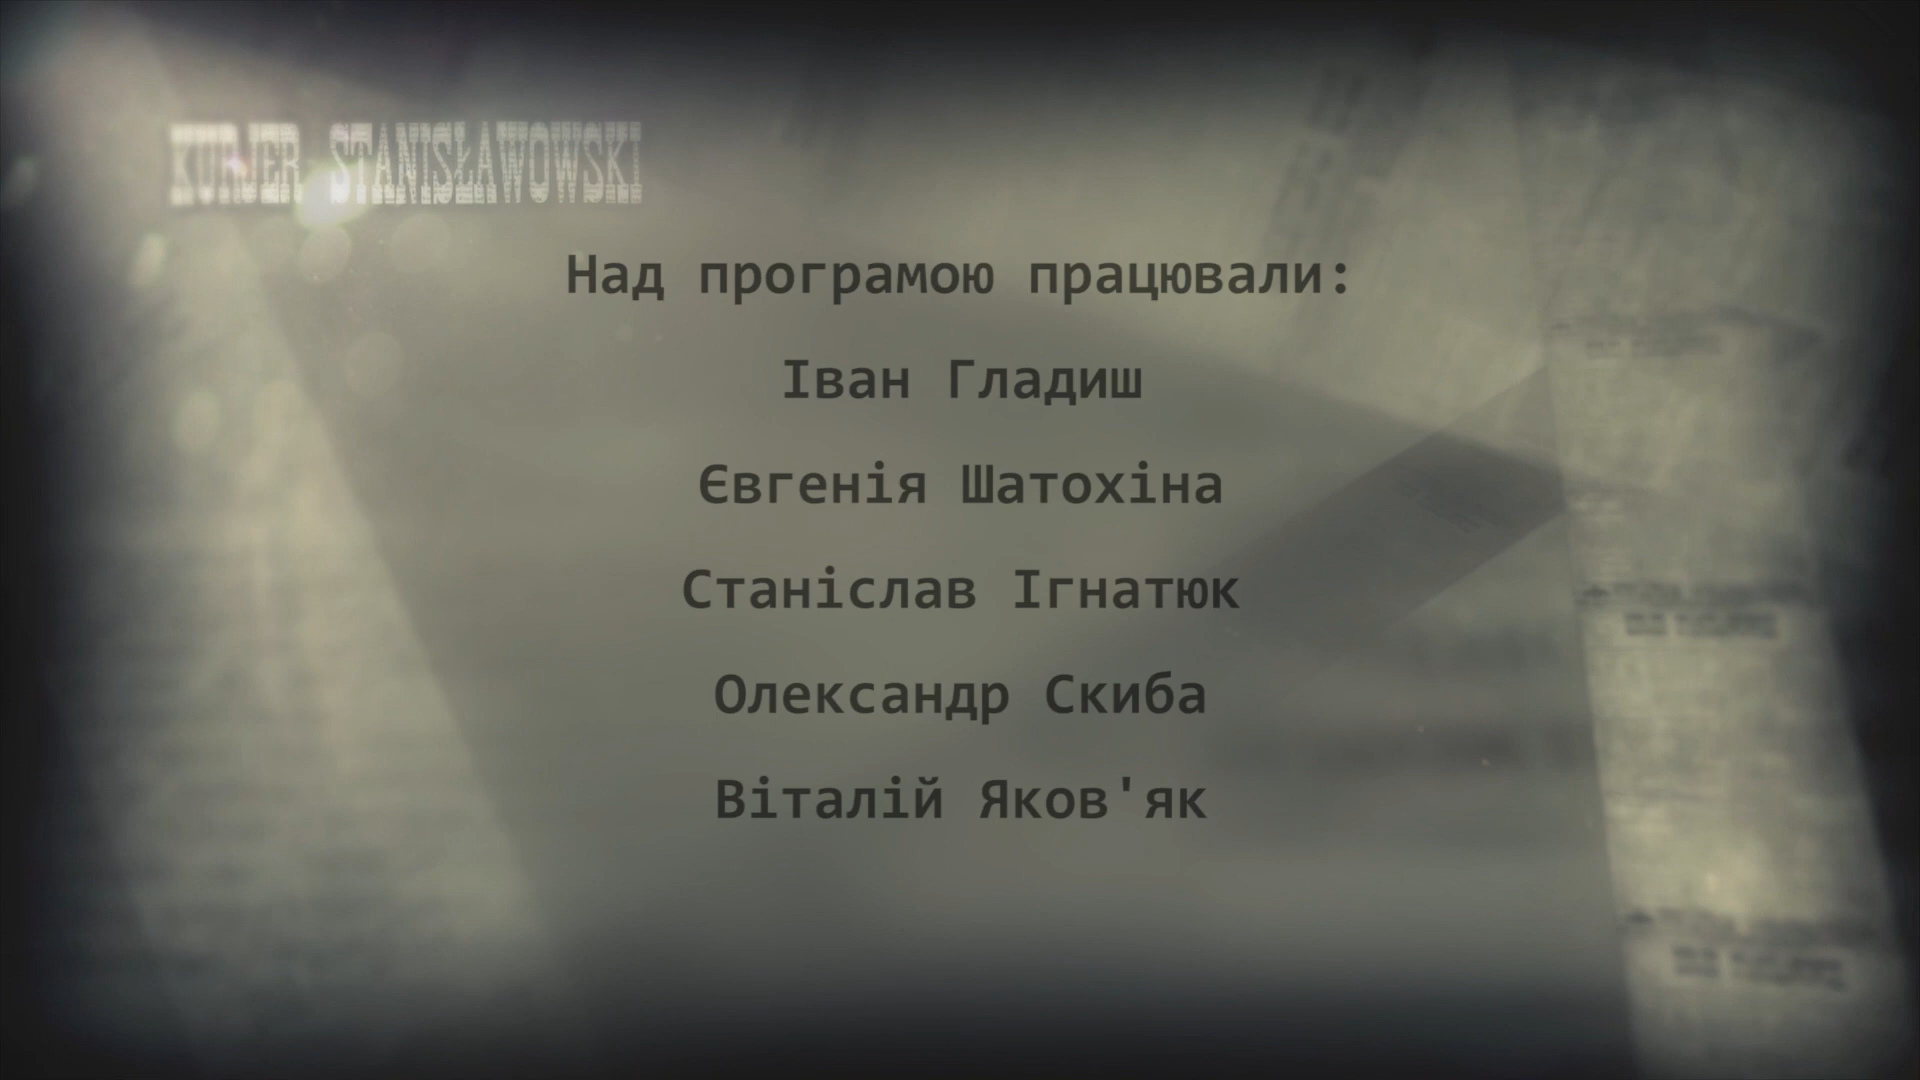 KURJER STANISŁAWOWSKI
Над програмою працювали:
Іван Гладиш
Євгенія Шатохіна
Станіслав Ігнатюк
Олександр Скиба
Віталій Яков'як